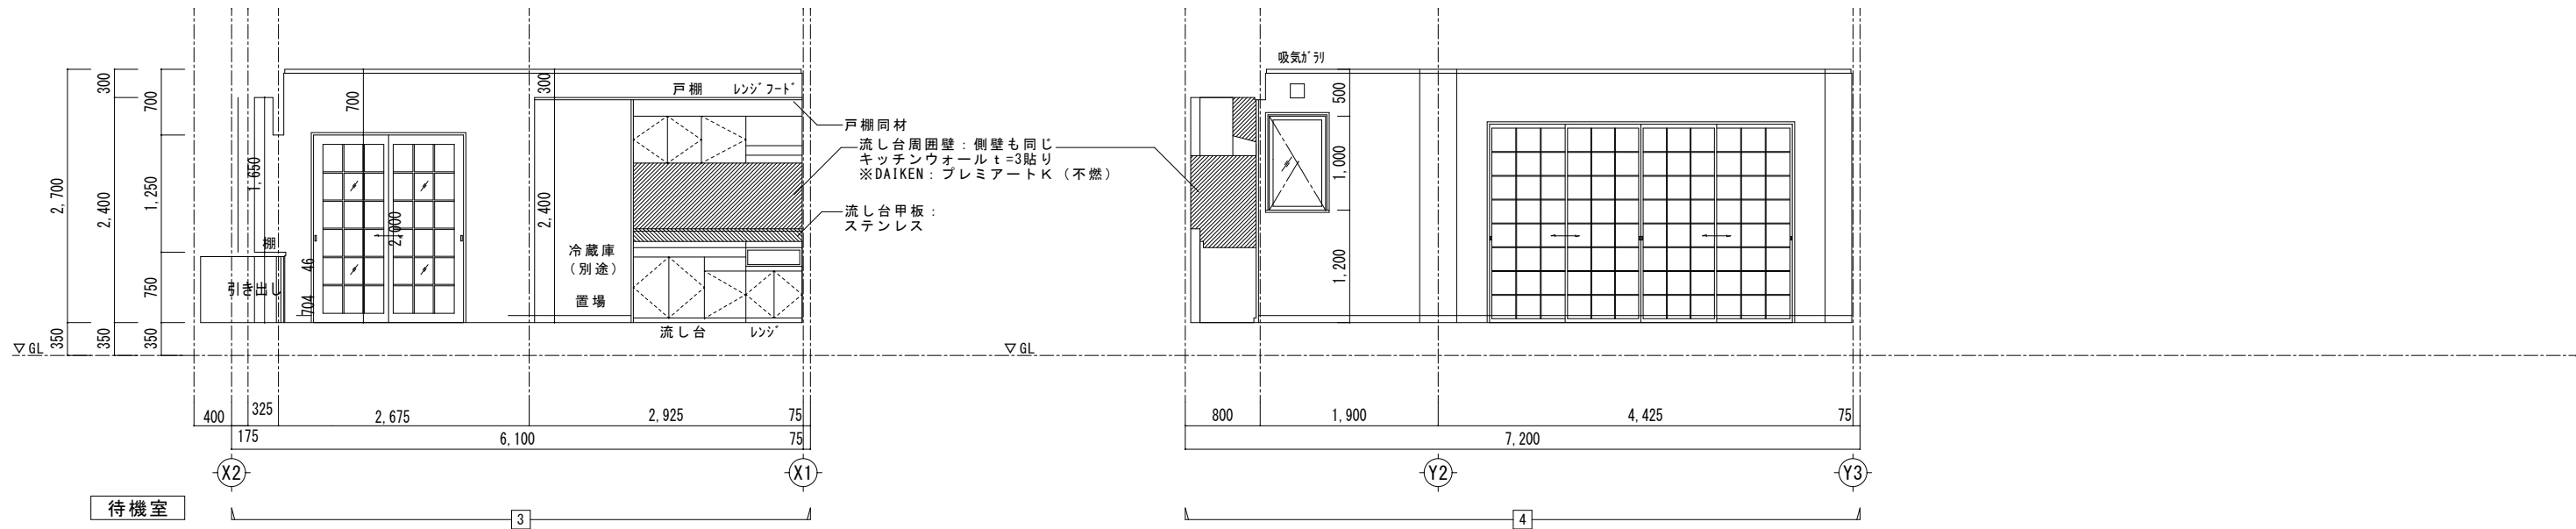 吸気ガラリ
300
700
2,700
2,400
1,250
750
350
350
350
1,650
棚
引き出し
700
2,000
46
704
300
2,400
戸棚 レンジフード
冷蔵庫
（別途）
置場
流し台 レンジ
戸棚同材
流し台周囲壁：側壁も同じ
キッチンウォール t=3貼り
※DAIKEN：プレミアートK（不燃）
流し台甲板：
ステンレス
500
1,000
1,200
▽GL
▽GL
400
325
2,675
2,925
75
175
6,100
75
800
1,900
4,425
75
7,200
X2
X1
Y2
Y3
待機室
3
4